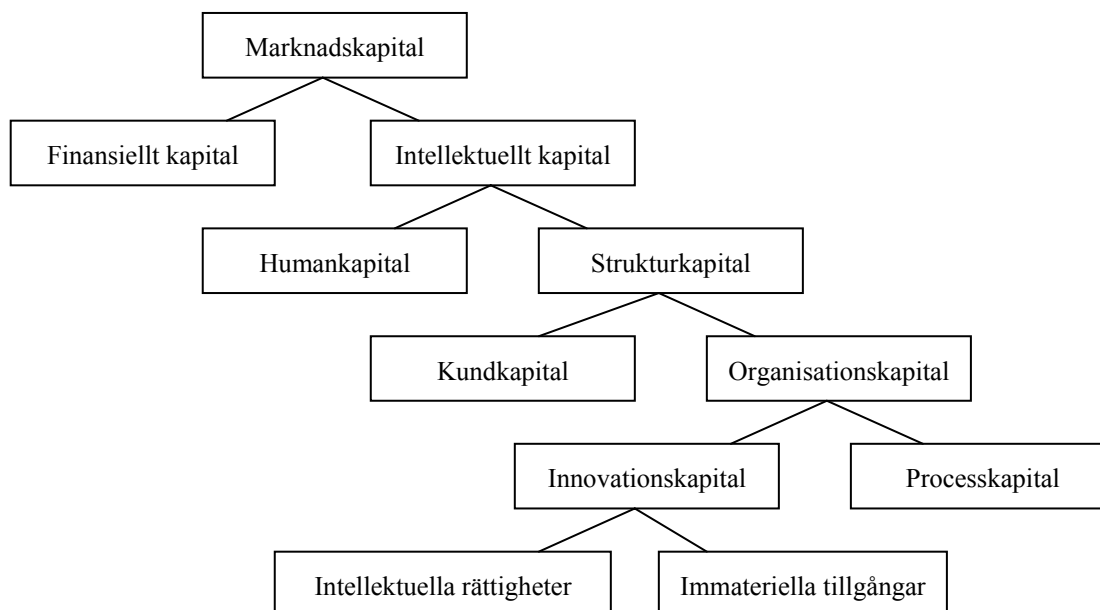 Marknadskapital
Finansiellt kapital
Intellektuellt kapital
Humankapital
Strukturkapital
Kundkapital
Organisationskapital
Innovationskapital
Processkapital
Intellektuella rättigheter
Immateriella tillgångar